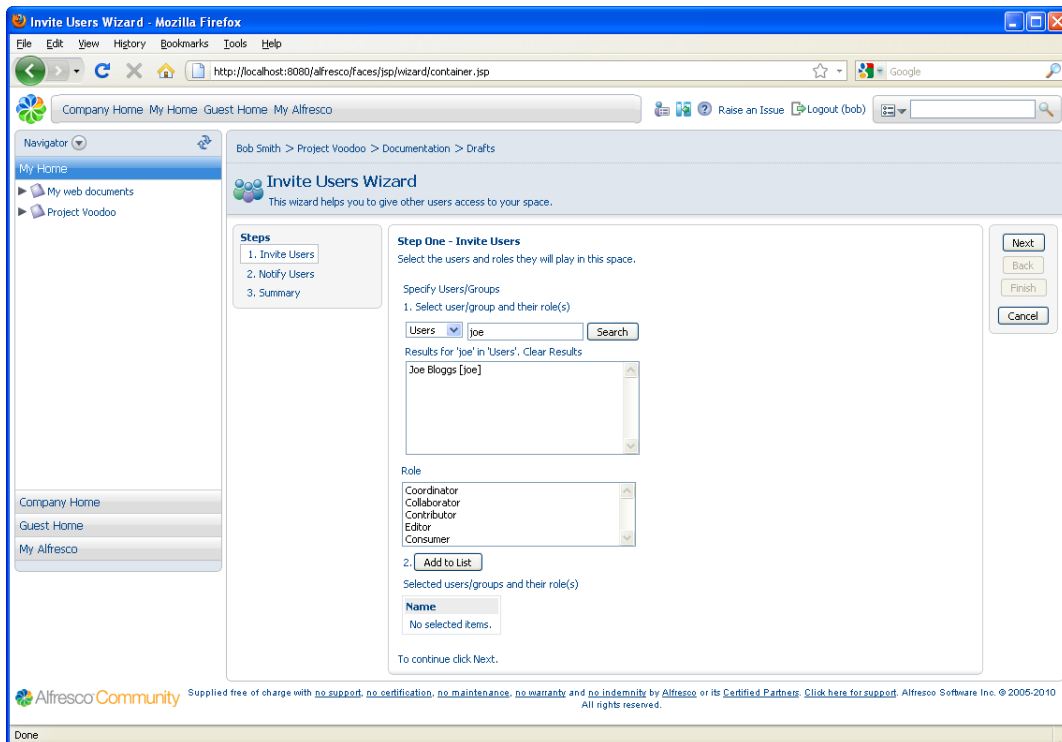 Invite Users Wizard - Mozilla Firefox
File Edit View History Bookmarks Tools Help
http://localhost:8080/alfresco/faces/jsp/wizard/container.jsp
Google
Company Home My Home Guest Home My Alfresco
Raise an Issue Logout (bob)
Navigator
My Home
My web documents
Project Voodoo
Company Home
Guest Home
My Alfresco
Bob Smith > Project Voodoo > Documentation > Drafts
Invite Users Wizard
This wizard helps you to give other users access to your space.
Steps
1. Invite Users
2. Notify Users
3. Summary
Step One - Invite Users
Select the users and roles they will play in this space.
Specify Users/Groups
1. Select user/group and their role(s)
Users joe Search
Results for 'joe' in 'Users'. Clear Results
Joe Bloggs [joe]
Role
Coordinator
Collaborator
Contributor
Editor
Consumer
2. Add to List
Selected users/groups and their role(s)
Name
No selected items.
To continue click Next.
Next
Back
Finish
Cancel
Alfresco Community
Supplied free of charge with no support, no certification, no maintenance, no warranty and no indemnity by Alfresco or its Certified Partners. Click here for support. Alfresco Software Inc. © 2005-2010
All rights reserved.
Done